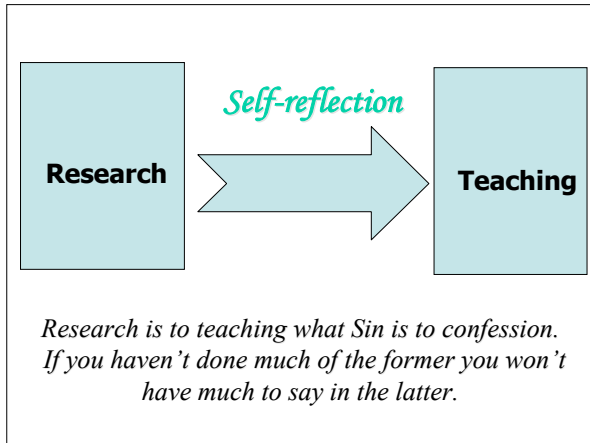 Self-reflection
Research
Teaching
Research is to teaching what Sin is to confession.
If you haven’t done much of the former you won’t
have much to say in the latter.